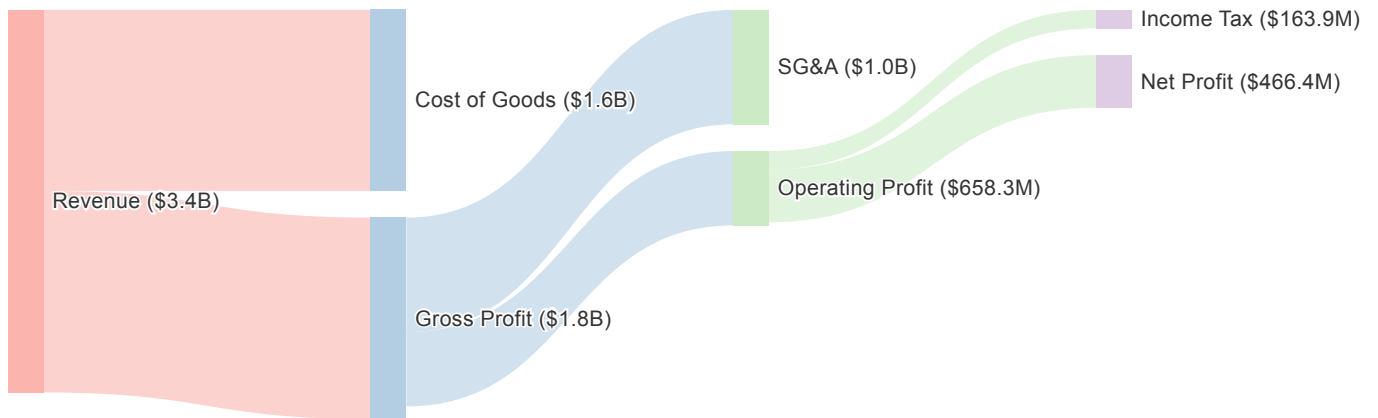 Income Tax ($163.9M)
SG&A ($1.0B)
Net Profit ($466.4M)
Cost of Goods ($1.6B)
Operating Profit ($658.3M)
Revenue ($3.4B)
Gross Profit ($1.8B)